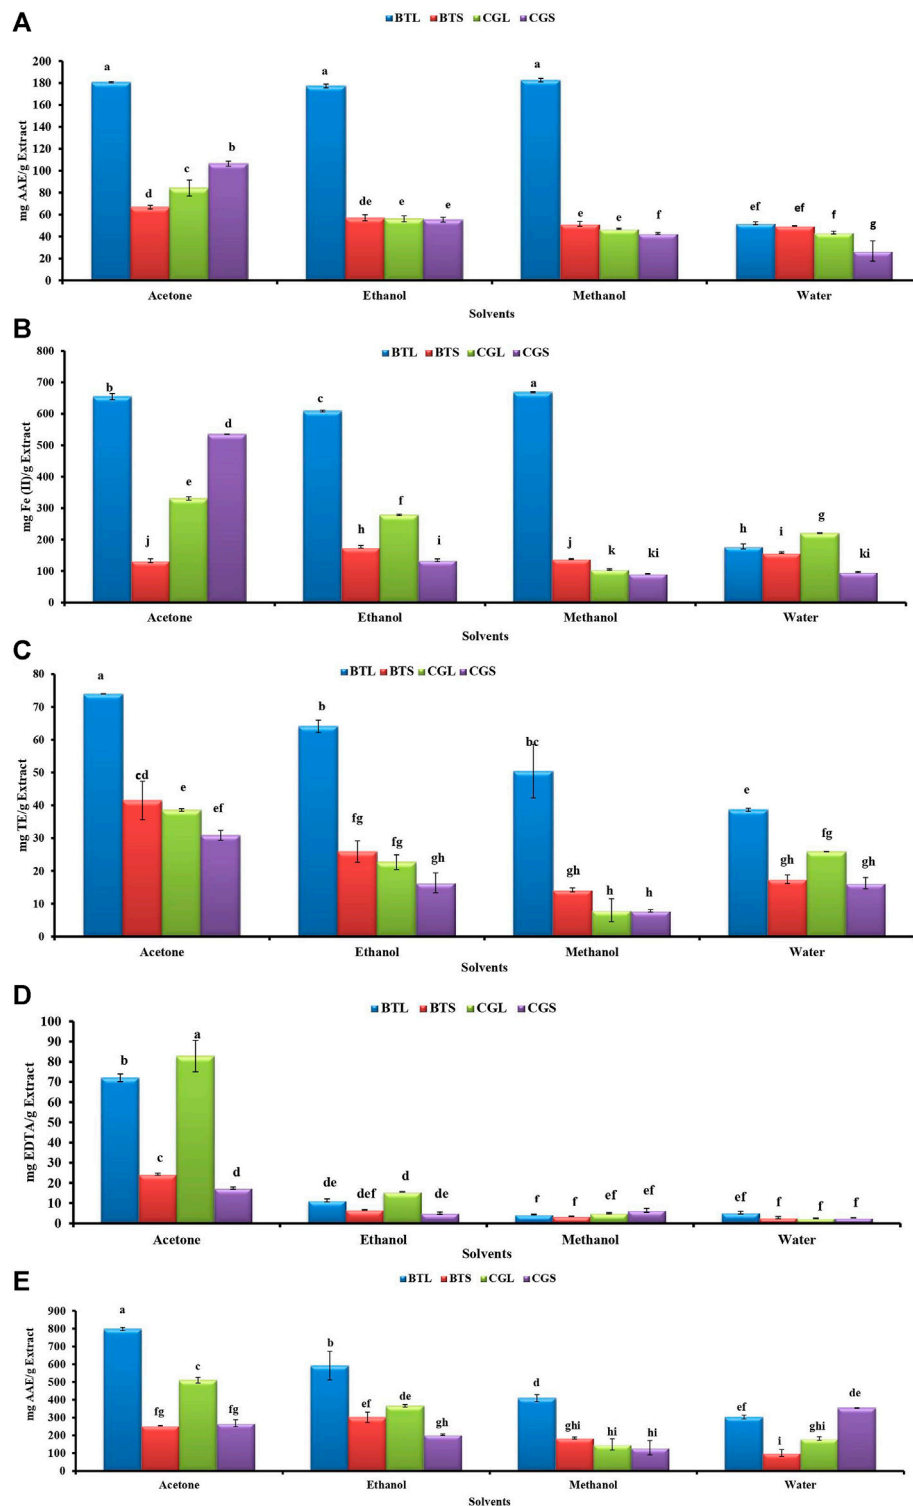 A
BTL BTS CGL CGS
mg AAE/g Extract
200
180
160
140
120
100
80
60
40
20
0
a d c b
a de e e
a e e f
ef ef f g
Acetone Ethanol Methanol Water
Solvents
B
BTL BTS CGL CGS
mg Fe (II)/g Extract
800
700
600
500
400
300
200
100
0
b j e d
c h f i
a j k ki
h i g ki
Acetone Ethanol Methanol Water
Solvents
C
BTL BTS CGL CGS
mg TE/g Extract
80
70
60
50
40
30
20
10
0
a cd e ef
b fg fg gh
bc gh h h
e gh fg gh
Acetone Ethanol Methanol Water
Solvents
D
BTL BTS CGL CGS
mg EDTA/g Extract
100
90
80
70
60
50
40
30
20
10
0
b c a d
de def d de
f f ef ef
ef f f f
Acetone Ethanol Methanol Water
Solvents
E
BTL BTS CGL CGS
mg AAE/g Extract
900
800
700
600
500
400
300
200
100
0
a fg c fg
b ef de gh
d ghi hi hi
ef i ghi de
Acetone Ethanol Methanol Water
Solvents